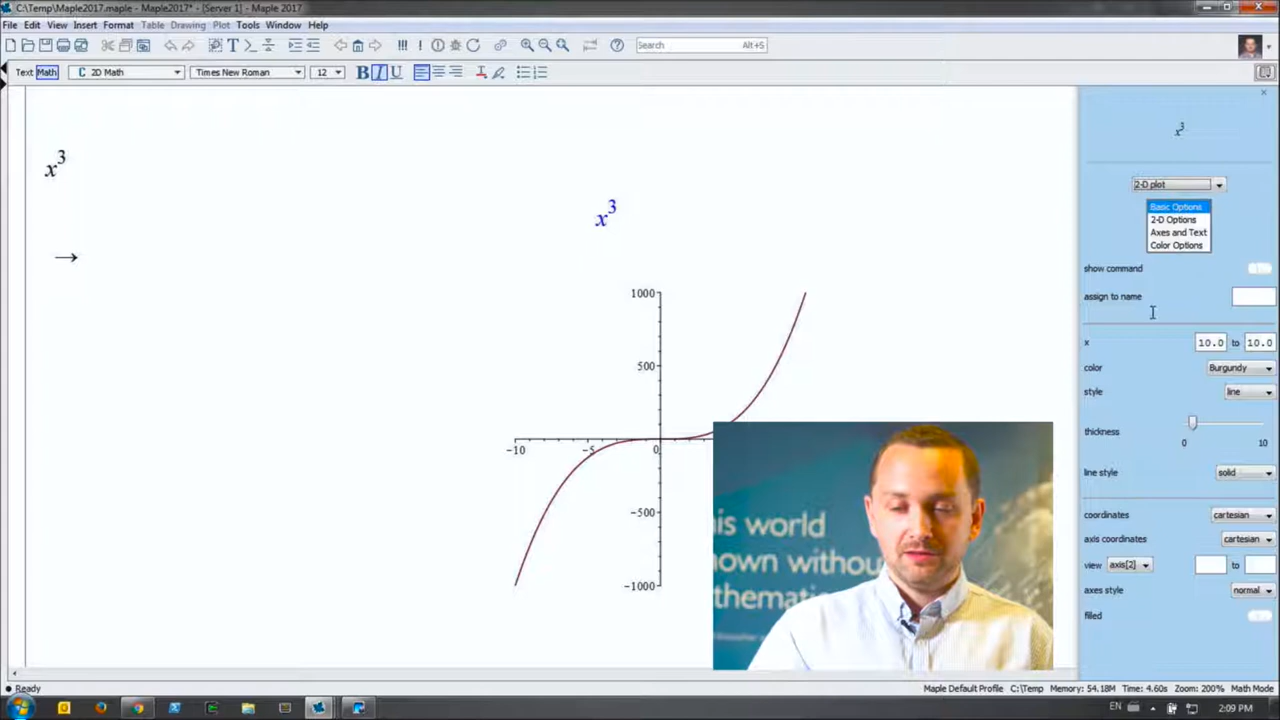 C:\Temp\Maple2017.maple - Maple2017* - [Server 1] - Maple 2017
File Edit View Insert Format Table Drawing Plot Tools Window Help
Search Alt+S
Text Math C 2D Math Times New Roman 12 B I U
x³
x³
→
x³
2-D plot
Basic Options
2-D Options
Axes and Text
Color Options
show command
assign to name
x 10.0 to 10.0
color Burgundy
style line
thickness
0 10
line style solid
coordinates cartesian
axis coordinates cartesian
view axis[2] to
axes style normal
filled
1000
500
-10 -5 0
-500
-1000
his world
nown withou
thematic
Ready
Maple Default Profile C:\Temp Memory: 54.18M Time: 4.60s Zoom: 200% Math Mode
EN 2:09 PM